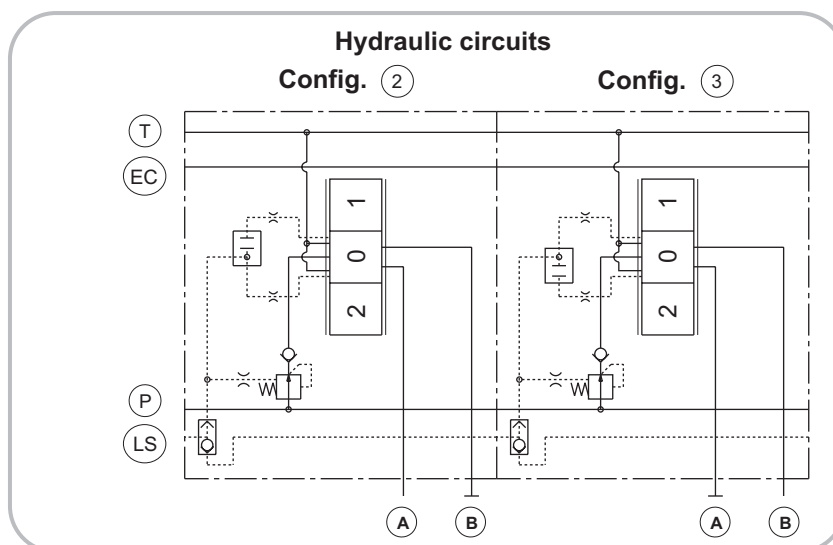 Hydraulic circuits
Config. 2 Config. 3
T
EC
1 1
0 0
2 2
P
LS
A B A B